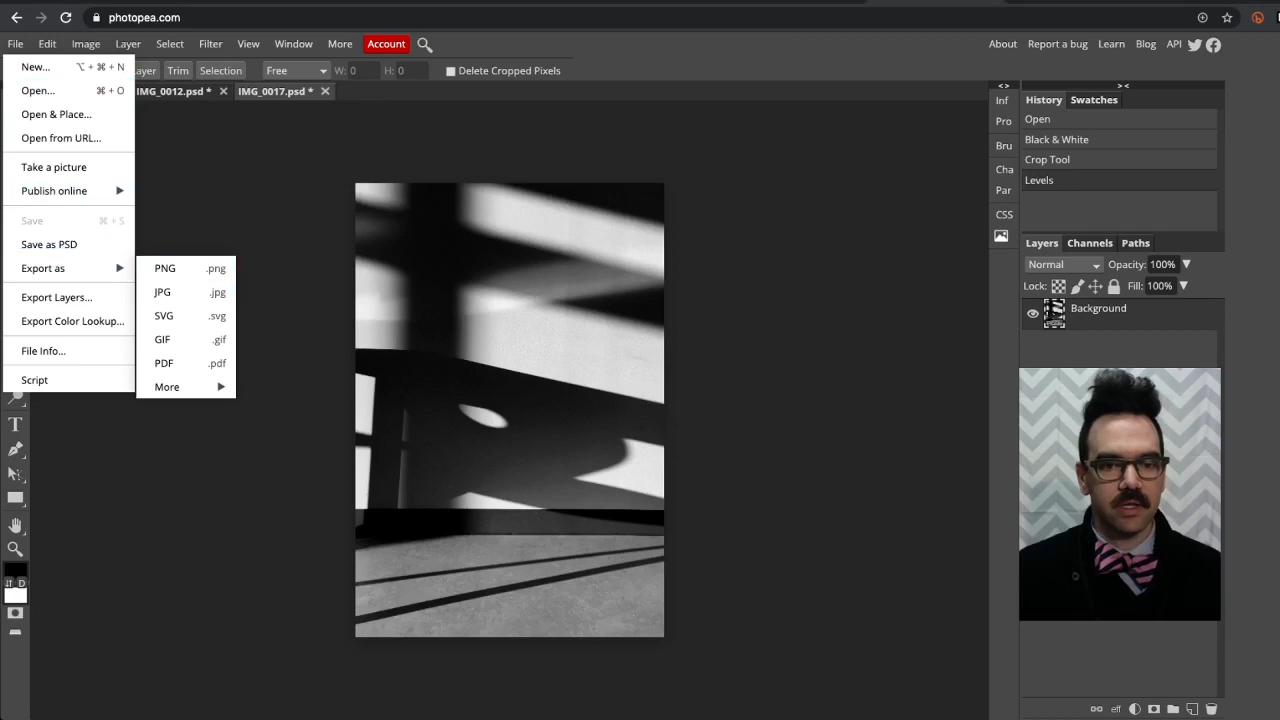 photopea.com
File Edit Image Layer Select Filter View Window More Account About Report a bug Learn Blog API
ayer Trim Selection Free W: 0 H: 0 Delete Cropped Pixels
IMG_0012.psd * IMG_0017.psd *
New... ⌥ + ⌘ + N
Open... ⌘ + O
Open & Place...
Open from URL...
Take a picture
Publish online
Save ⌘ + S
Save as PSD
Export as
Export Layers...
Export Color Lookup...
File Info...
Script
PNG .png
JPG .jpg
SVG .svg
GIF .gif
PDF .pdf
More
T
D
Inf
Pro
Bru
Cha
Par
CSS
< > > <
History Swatches
Open
Black & White
Crop Tool
Levels
Layers Channels Paths
Normal Opacity: 100%
Lock: Fill: 100%
Background
eff